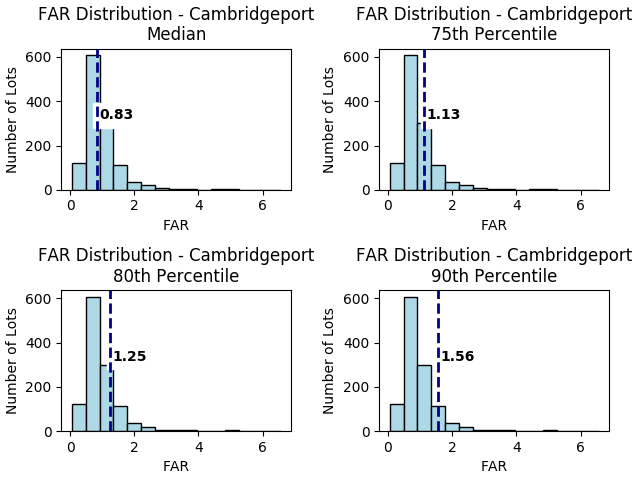 FAR Distribution - Cambridgeport
Median
Number of Lots
600
400
200
0
0.83
0 2 4 6
FAR
FAR Distribution - Cambridgeport
75th Percentile
Number of Lots
600
400
200
0
1.13
0 2 4 6
FAR
FAR Distribution - Cambridgeport
80th Percentile
Number of Lots
600
400
200
0
1.25
0 2 4 6
FAR
FAR Distribution - Cambridgeport
90th Percentile
Number of Lots
600
400
200
0
1.56
0 2 4 6
FAR